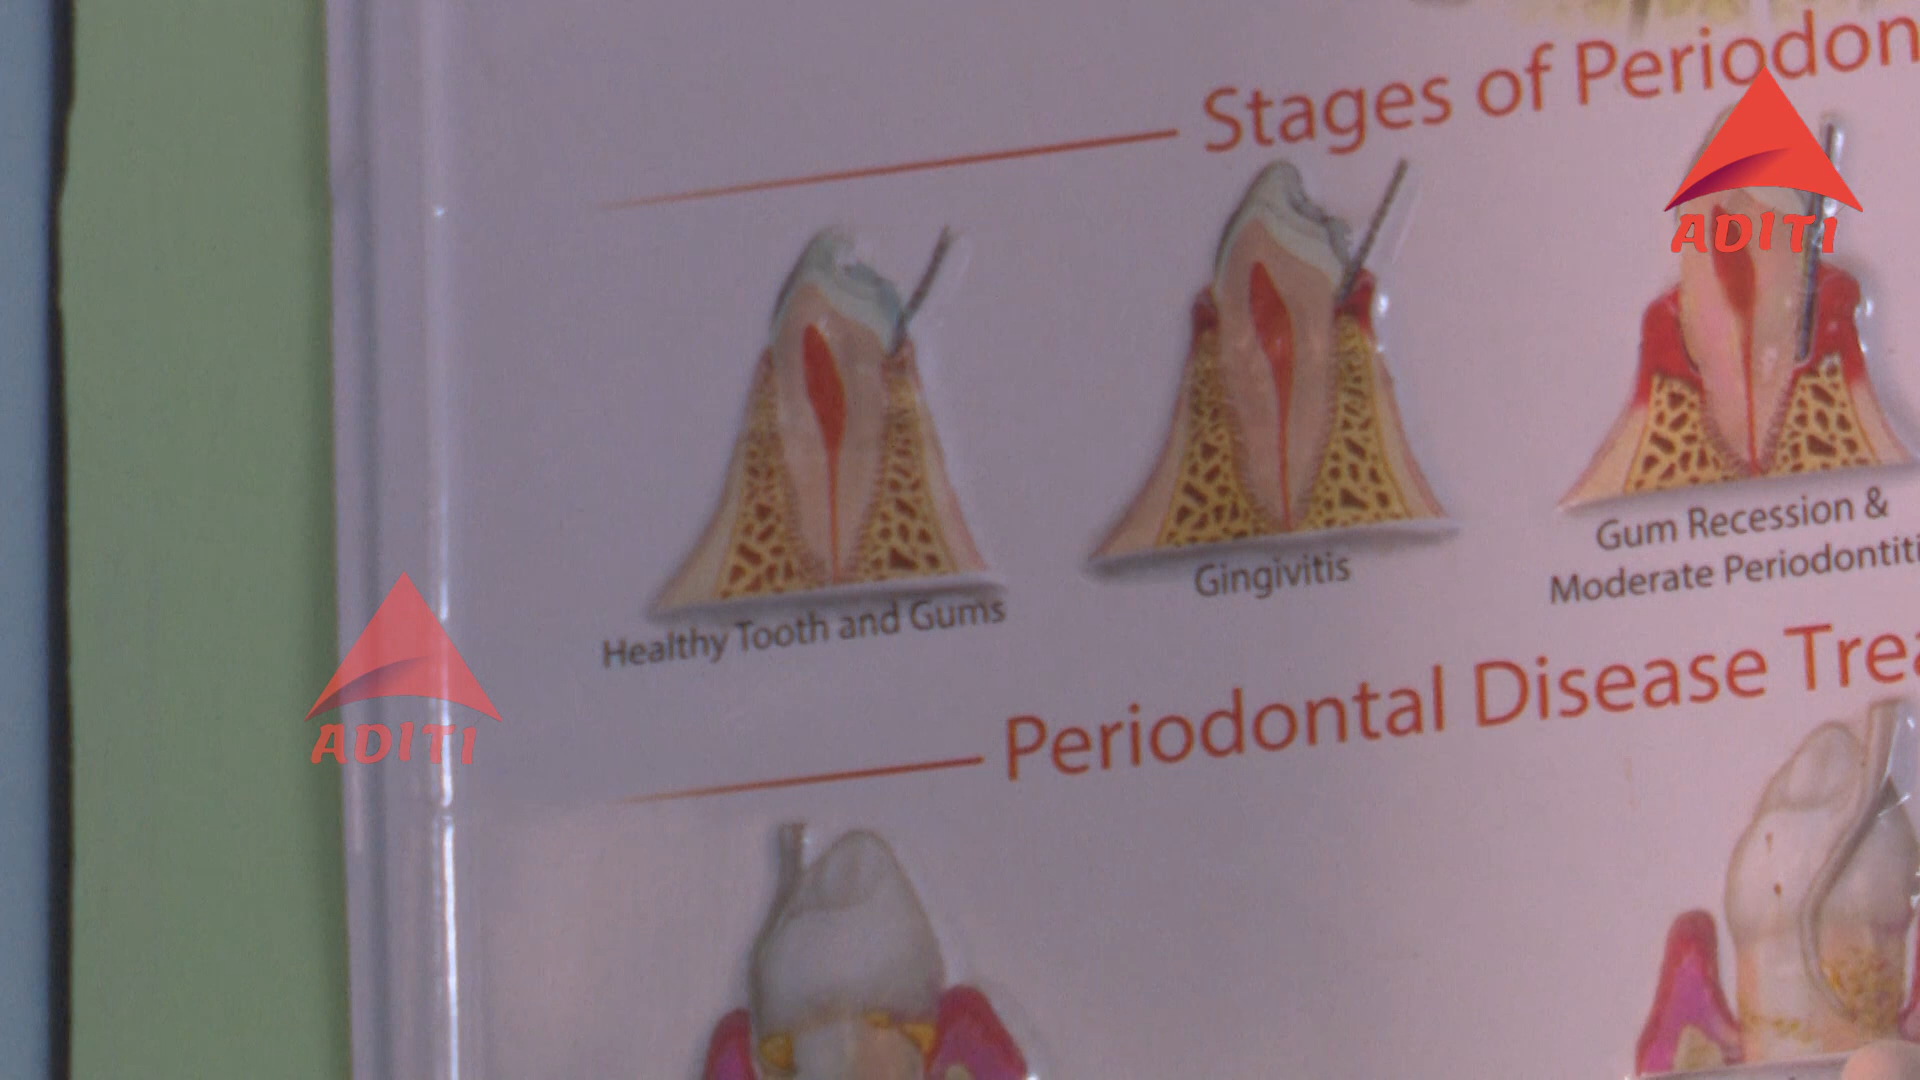 Stages of Periodon
ADITI
Healthy Tooth and Gums
Gingivitis
Gum Recession &
Moderate Periodontiti
Periodontal Disease Trea
ADITI